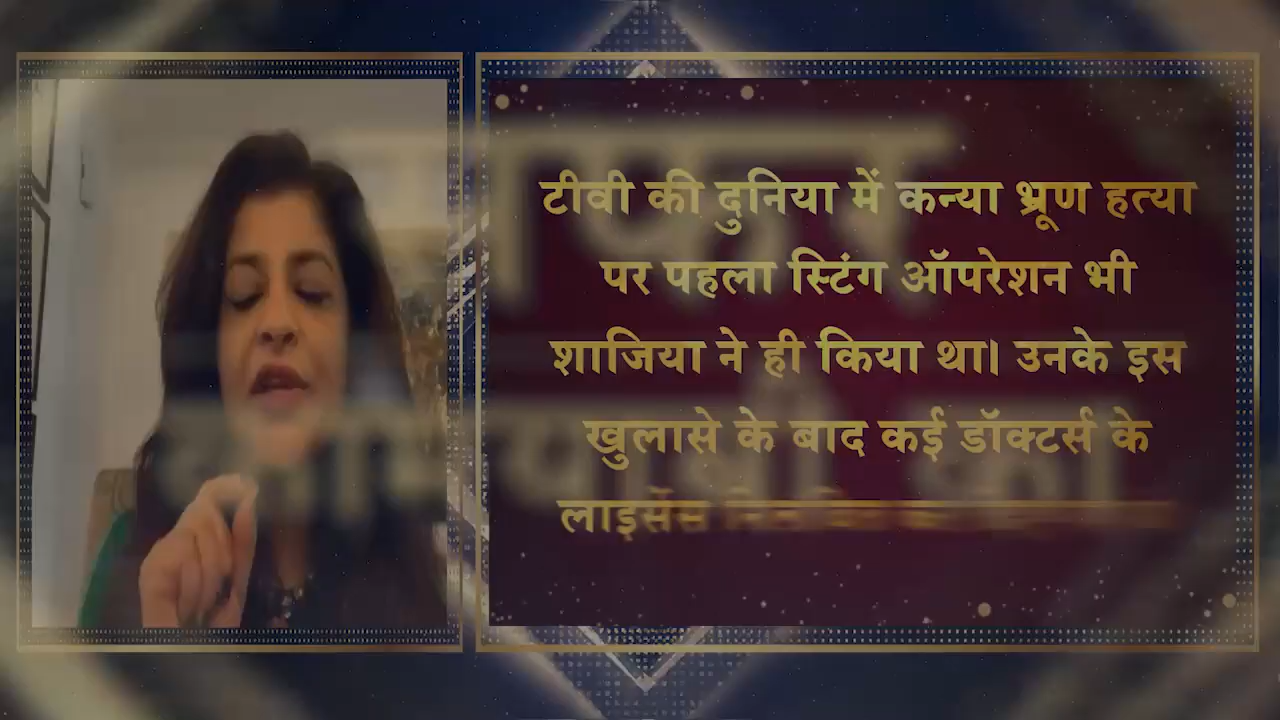 टीवी की दुनिया में कन्या भ्रूण हत्या
पर पहला स्टिंग ऑपरेशन भी
शाजिया ने ही किया था। उनके इस
खुलासे के बाद कई डॉक्टर्स के
लाइसेंस